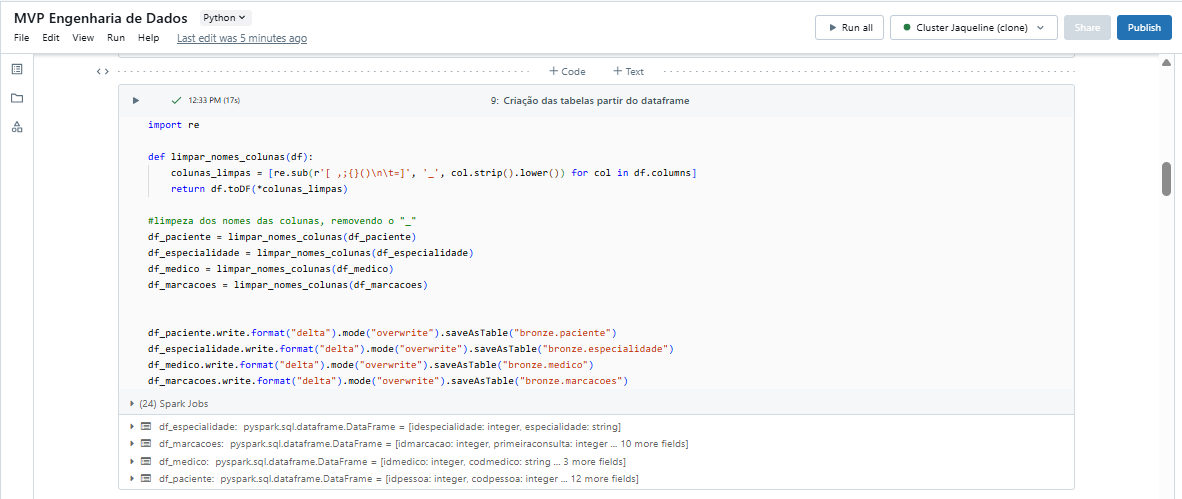 MVP Engenharia de Dados Python
File Edit View Run Help Last edit was 5 minutes ago
Run all Cluster Jaqueline (clone) Share Publish
+ Code + Text
12:33 PM (17s) 9: Criação das tabelas partir do dataframe
import re
def limpar_nomes_colunas(df):
    colunas_limpas = [re.sub(r'[ ,;{}()\n\t=]', '_', col.strip().lower()) for col in df.columns]
    return df.toDF(*colunas_limpas)
#limpeza dos nomes das colunas, removendo o "_"
df_paciente = limpar_nomes_colunas(df_paciente)
df_especialidade = limpar_nomes_colunas(df_especialidade)
df_medico = limpar_nomes_colunas(df_medico)
df_marcacoes = limpar_nomes_colunas(df_marcacoes)
df_paciente.write.format("delta").mode("overwrite").saveAsTable("bronze.paciente")
df_especialidade.write.format("delta").mode("overwrite").saveAsTable("bronze.especialidade")
df_medico.write.format("delta").mode("overwrite").saveAsTable("bronze.medico")
df_marcacoes.write.format("delta").mode("overwrite").saveAsTable("bronze.marcacoes")
(24) Spark Jobs
df_especialidade: pyspark.sql.dataframe.DataFrame = [idespecialidade: integer, especialidade: string]
df_marcacoes: pyspark.sql.dataframe.DataFrame = [idmarcacao: integer, primeiraconsulta: integer ... 10 more fields]
df_medico: pyspark.sql.dataframe.DataFrame = [idmedico: integer, codmedico: string ... 3 more fields]
df_paciente: pyspark.sql.dataframe.DataFrame = [idpessoa: integer, codpessoa: integer ... 12 more fields]